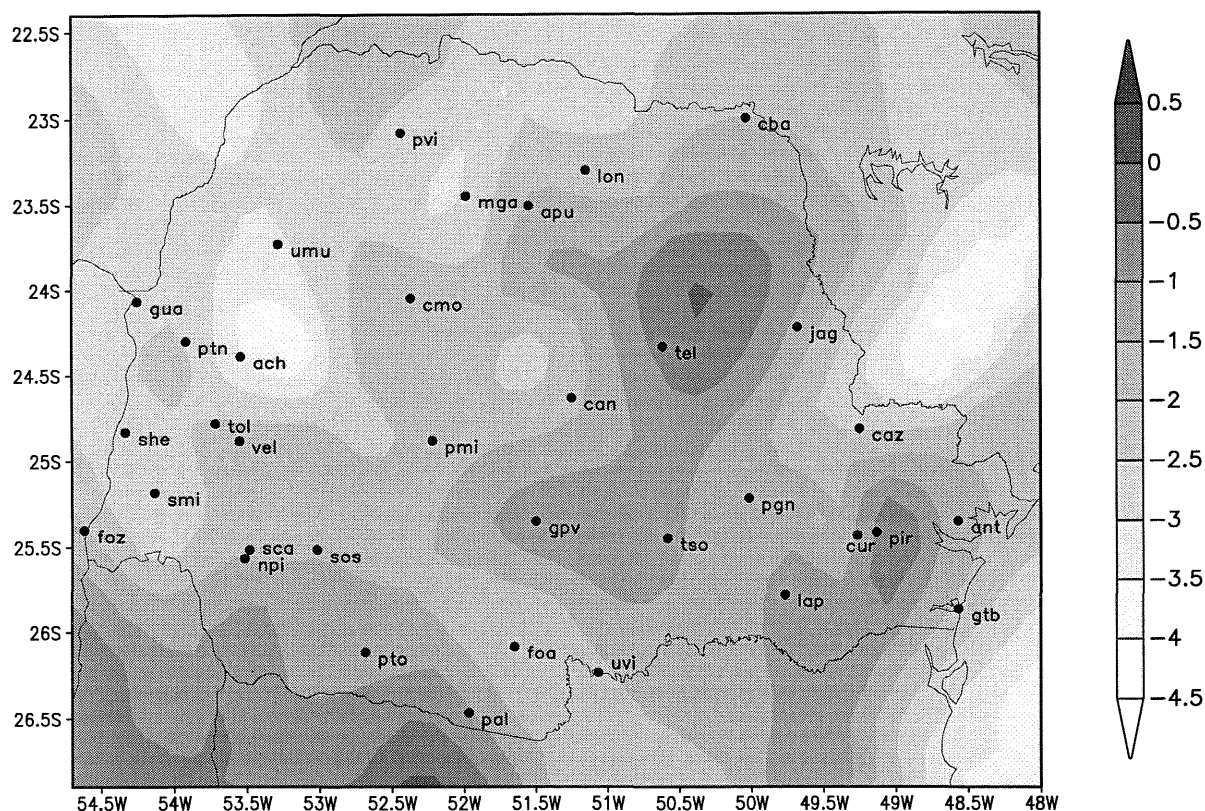 22.5S
23S
23.5S
24S
24.5S
25S
25.5S
26S
26.5S
54.5W 54W 53.5W 53W 52.5W 52W 51.5W 51W 50.5W 50W 49.5W 49W 48.5W 48W
cba
pvi
lon
mga
apu
umu
gua
cmo
jag
ptn
ach
tel
can
tol
she
vel
pmi
caz
smi
pgn
foz
gpv
ant
sca
sos
tso
cur
pir
npi
lap
gtb
pto
foa
uvi
pal
0.5
0
−0.5
−1
−1.5
−2
−2.5
−3
−3.5
−4
−4.5